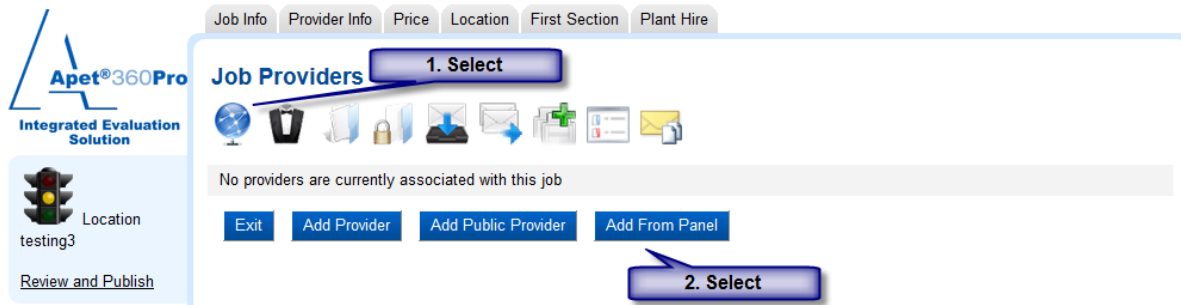 Job Info Provider Info Price Location First Section Plant Hire
Apet®360Pro
Integrated Evaluation
Solution
Job Providers
1. Select
No providers are currently associated with this job
Exit Add Provider Add Public Provider Add From Panel
2. Select
Location
testing3
Review and Publish